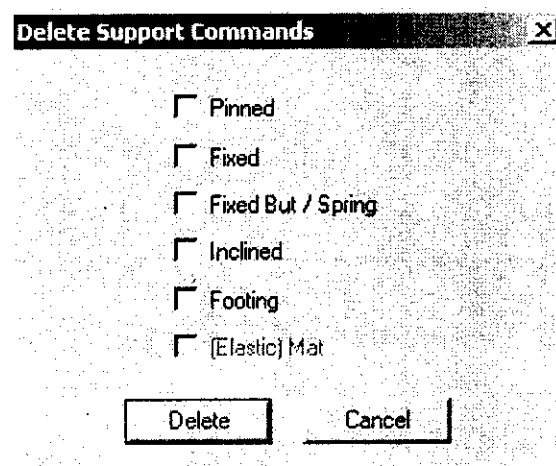 Delete Support Commands
Pinned
Fixed
Fixed But / Spring
Inclined
Footing
(Elastic) Mat
Delete Cancel